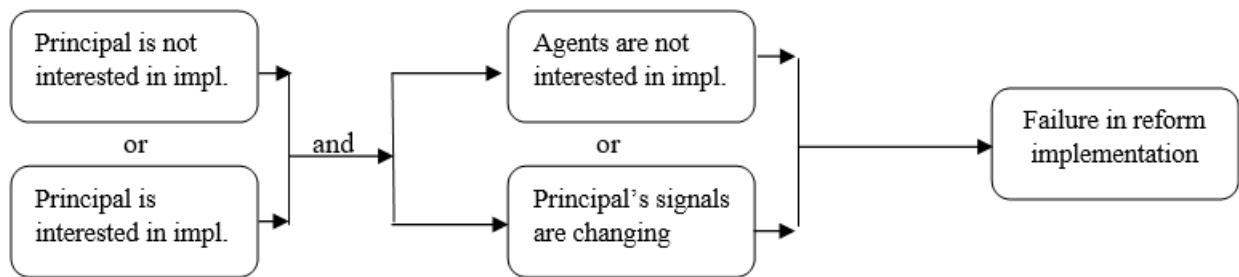 Principal is not
interested in impl.
or
Principal is
interested in impl.
and
Agents are not
interested in impl.
or
Principal’s signals
are changing
Failure in reform
implementation